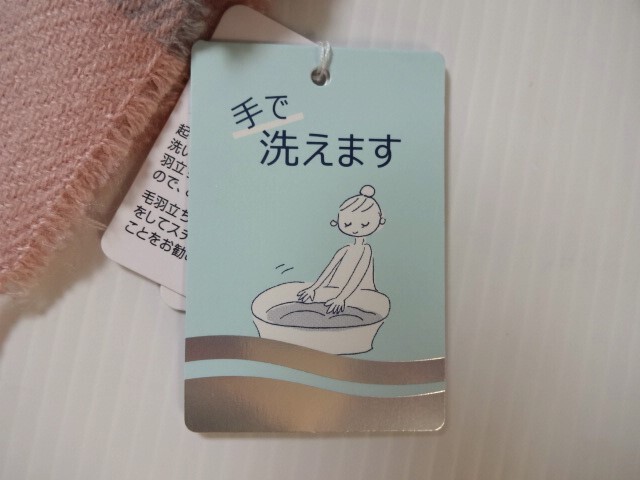 手で
洗えます
起
洗い
羽立
ので、
毛羽立ち
をしてスチ
ことをお勧